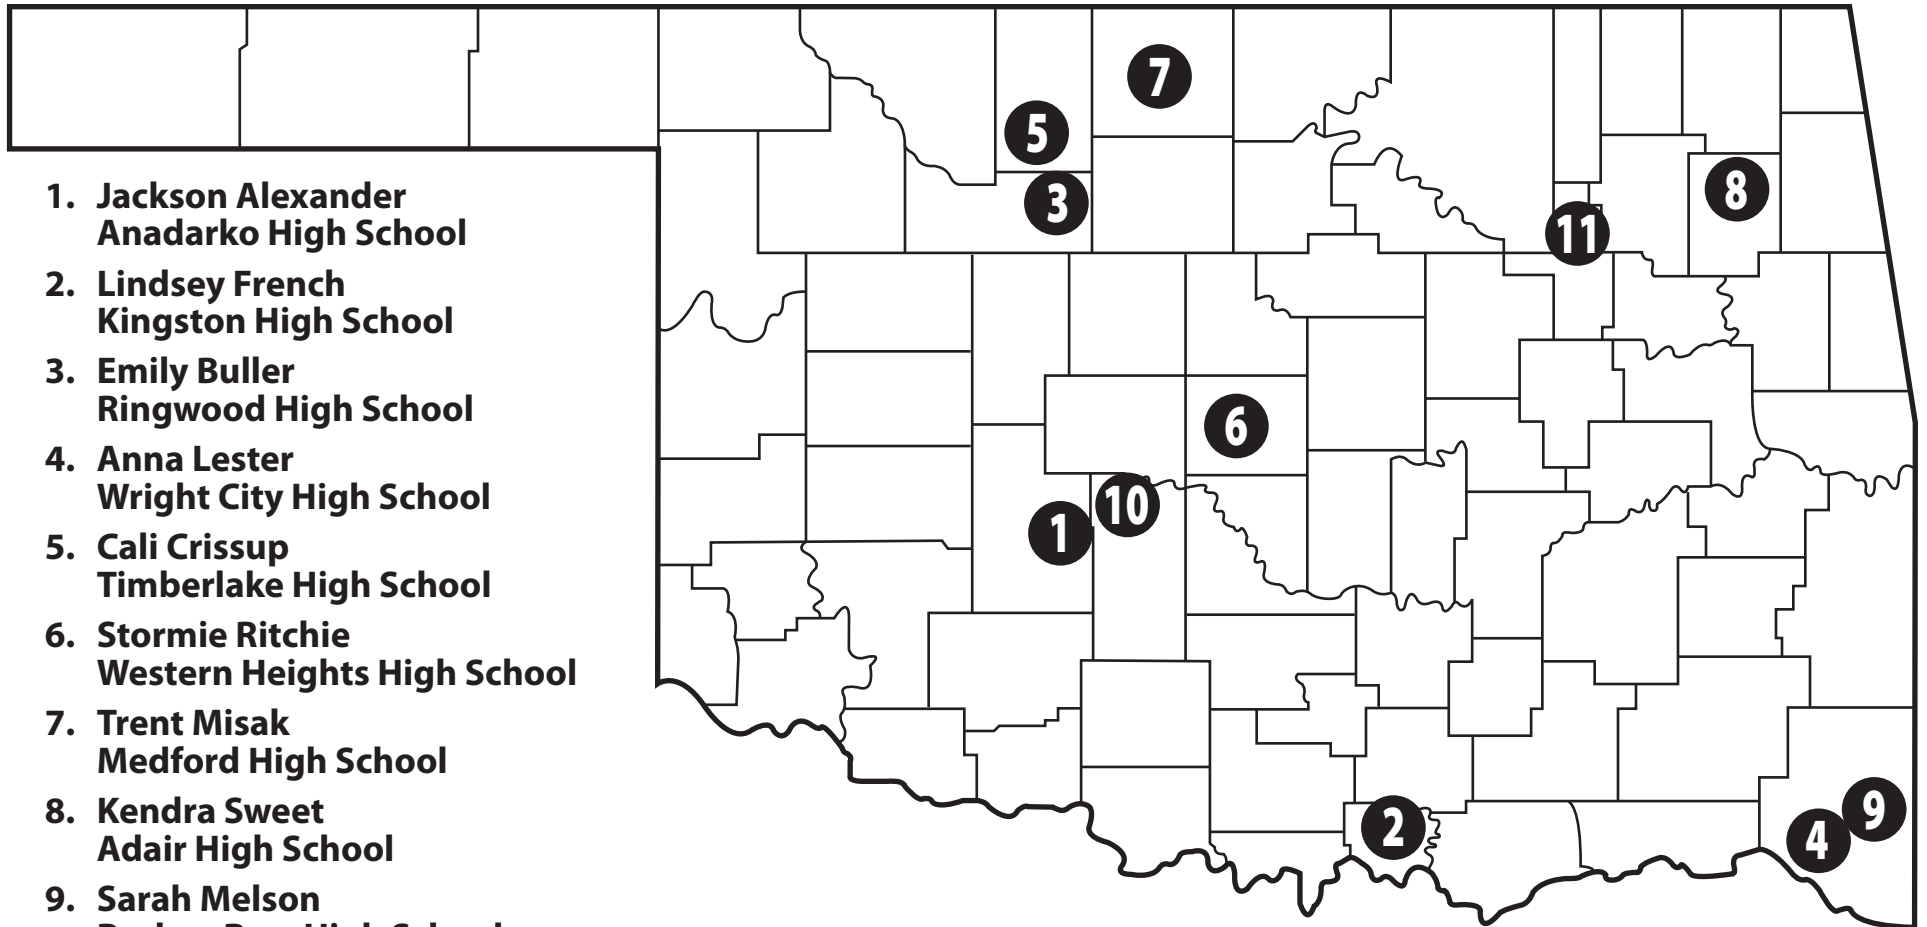 1. Jackson Alexander
Anadarko High School
2. Lindsey French
Kingston High School
3. Emily Buller
Ringwood High School
4. Anna Lester
Wright City High School
5. Cali Crissup
Timberlake High School
6. Stormie Ritchie
Western Heights High School
7. Trent Misak
Medford High School
8. Kendra Sweet
Adair High School
9. Sarah Melson
High School
7
5
3
8
11
6
10
1
2
9
4